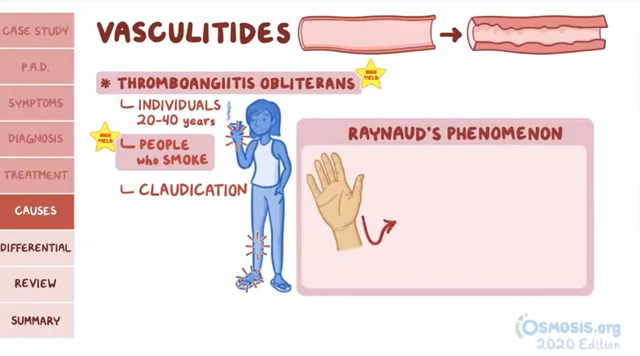 CASE STUDY
P.A.D.
SYMPTOMS
DIAGNOSIS
TREATMENT
CAUSES
DIFFERENTIAL
REVIEW
SUMMARY
VASCULITIDES
* THROMBOANGIITIS OBLITERANS
HIGH
YIELD
INDIVIDUALS
20-40 years
HIGH
YIELD
PEOPLE
who SMOKE
CLAUDICATION
RAYNAUD'S PHENOMENON
OSMOSIS.org
2020 Edition